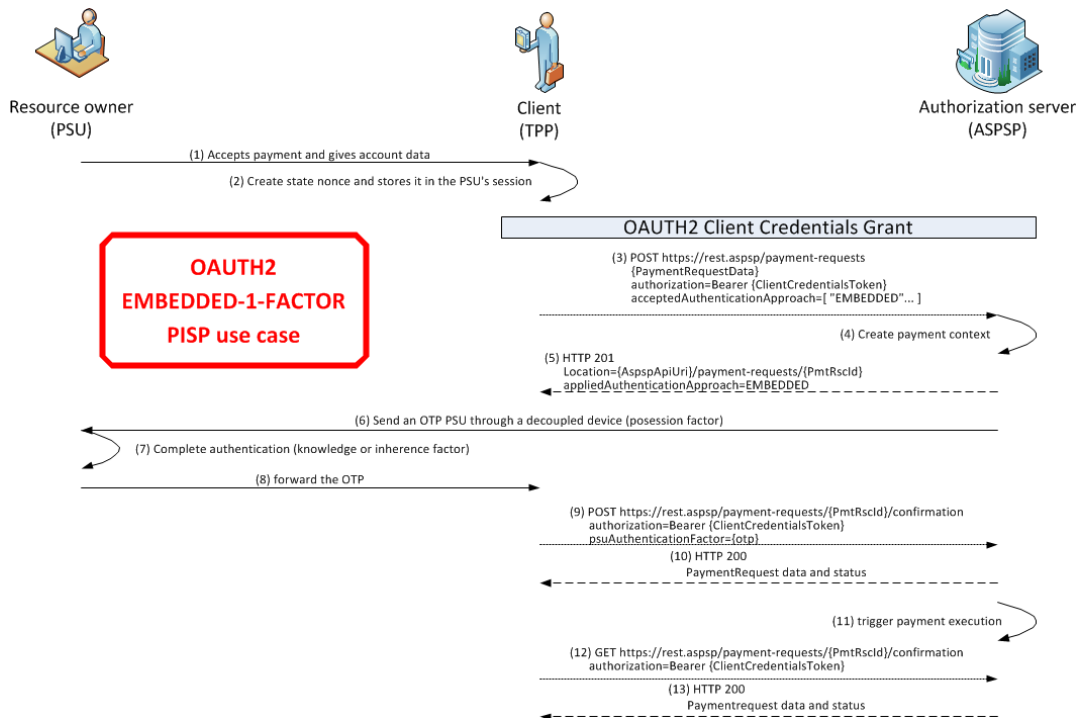 Resource owner
(PSU)
Client
(TPP)
Authorization server
(ASPSP)
(1) Accepts payment and gives account data
(2) Create state nonce and stores it in the PSU's session
OAUTH2 Client Credentials Grant
OAUTH2
EMBEDDED-1-FACTOR
PISP use case
(3) POST https://rest.aspsp/payment-requests
{PaymentRequestData}
authorization=Bearer {ClientCredentialsToken}
acceptedAuthenticationApproach=[ "EMBEDDED"... ]
(4) Create payment context
(5) HTTP 201
Location={AspspApiUri}/payment-requests/{PmtRscId}
appliedAuthenticationApproach=EMBEDDED
(6) Send an OTP PSU through a decoupled device (posession factor)
(7) Complete authentication (knowledge or inherence factor)
(8) forward the OTP
(9) POST https://rest.aspsp/payment-requests/{PmtRscId}/confirmation
authorization=Bearer {ClientCredentialsToken}
psuAuthenticationFactor={otp}
(10) HTTP 200
PaymentRequest data and status
(11) trigger payment execution
(12) GET https://rest.aspsp/payment-requests/{PmtRscId}/confirmation
authorization=Bearer {ClientCredentialsToken}
(13) HTTP 200
Paymentrequest data and status